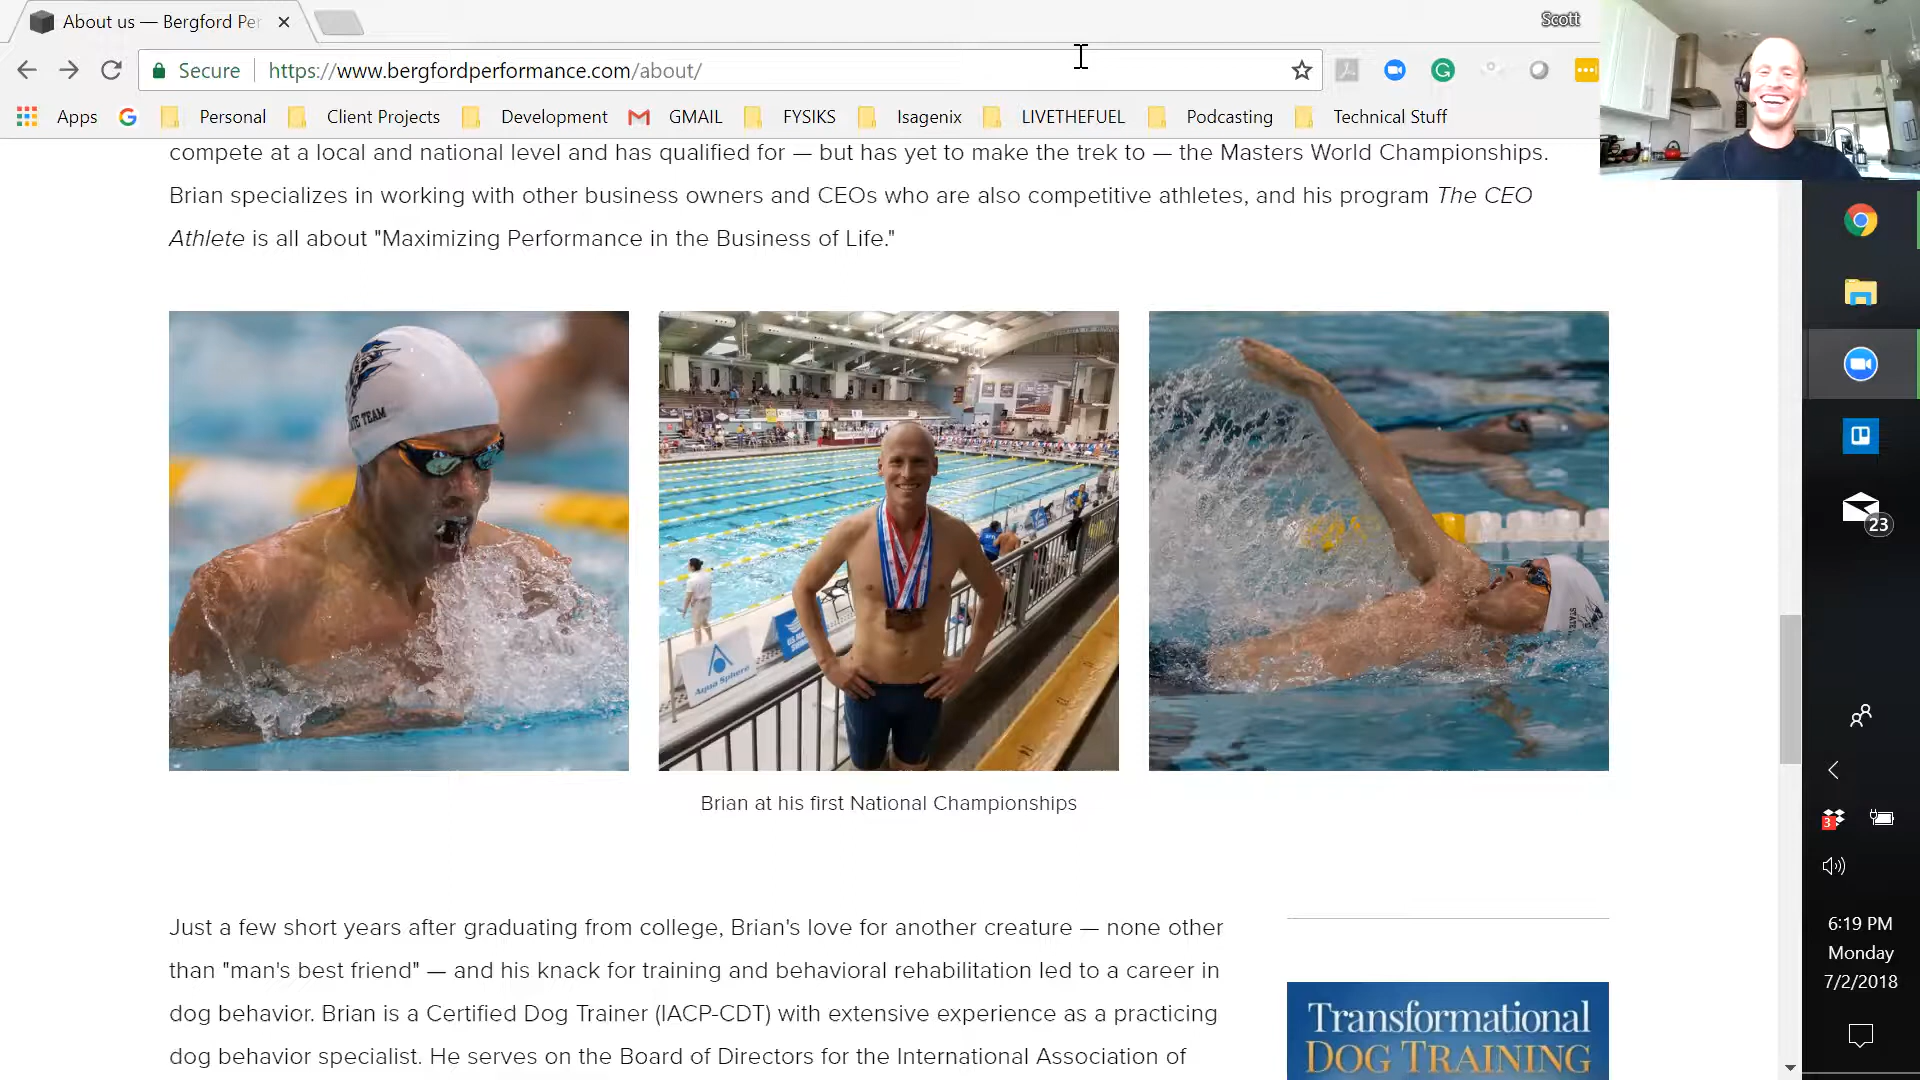 About us — Bergford Per
Scott
Secure
https://www.bergfordperformance.com/about/
Apps
Personal
Client Projects
Development
GMAIL
FYSIKS
Isagenix
LIVETHEFUEL
Podcasting
Technical Stuff
compete at a local and national level and has qualified for — but has yet to make the trek to — the Masters World Championships.
Brian specializes in working with other business owners and CEOs who are also competitive athletes, and his program The CEO
Athlete is all about "Maximizing Performance in the Business of Life."
TE TEAM
Aqua Sphere
STATE
Brian at his first National Championships
Just a few short years after graduating from college, Brian's love for another creature — none other
than "man's best friend" — and his knack for training and behavioral rehabilitation led to a career in
dog behavior. Brian is a Certified Dog Trainer (IACP-CDT) with extensive experience as a practicing
dog behavior specialist. He serves on the Board of Directors for the International Association of
Transformational
DOG TRAINING
23
3
6:19 PM
Monday
7/2/2018